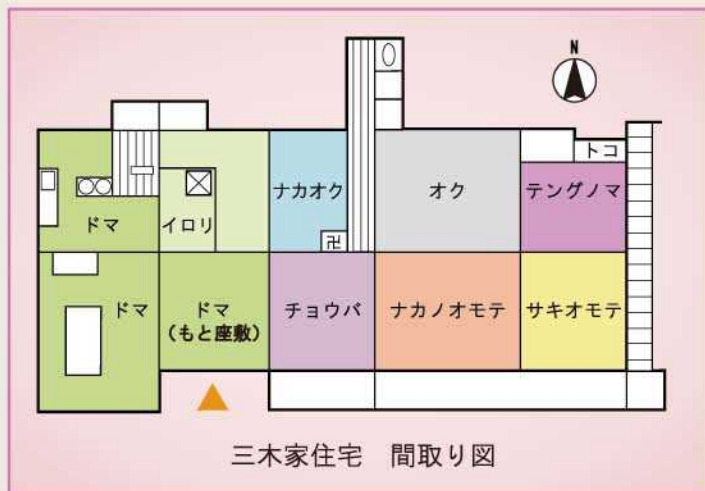 N
トコ
ナカオク
オク
テングノマ
ドマ
イロリ
卍
ドマ
ドマ
（もと座敷）
チョウバ
ナカノオモテ
サキオモテ
三木家住宅　間取り図